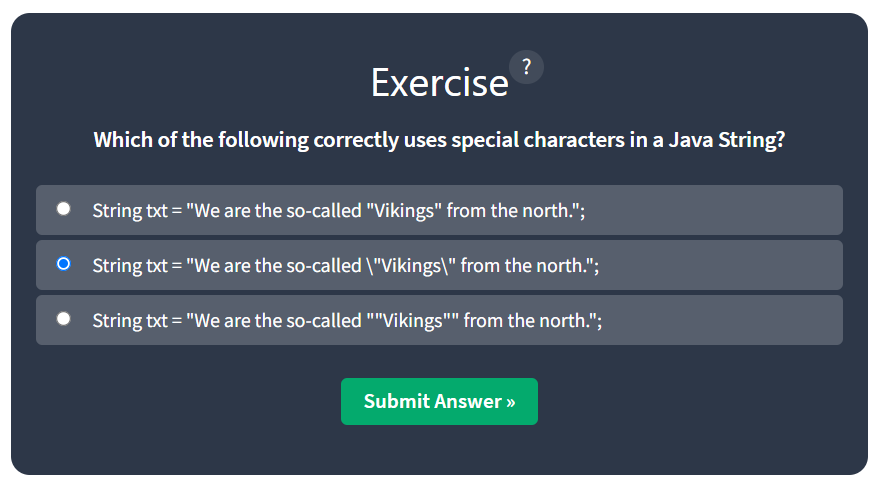 Exercise ?
Which of the following correctly uses special characters in a Java String?
String txt = "We are the so-called "Vikings" from the north.";
String txt = "We are the so-called \"Vikings\" from the north.";
String txt = "We are the so-called ""Vikings"" from the north.";
Submit Answer »